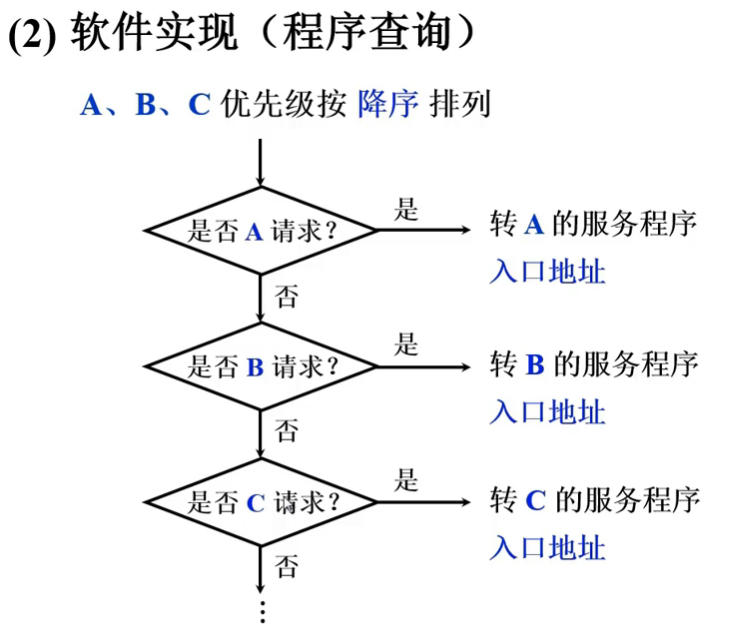 (2) 软件实现（程序查询）
A、B、C 优先级按 降序 排列
是否 A 请求？
是
转 A 的服务程序
入口地址
否
是否 B 请求？
是
转 B 的服务程序
入口地址
否
是否 C 请求？
是
转 C 的服务程序
入口地址
否
⋮